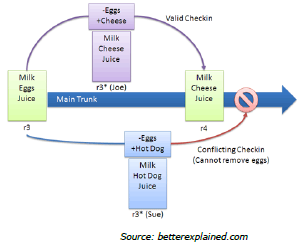 -Eggs
+Cheese
Valid Checkin
Milk
Cheese
Juice
r3* (Joe)
Milk
Eggs
Juice
Main Trunk
Milk
Cheese
Juice
r3
r4
-Eggs
+Hot Dog
Conflicting Checkin
(Cannot remove eggs)
Milk
Hot Dog
Juice
r3* (Sue)
Source: betterexplained.com